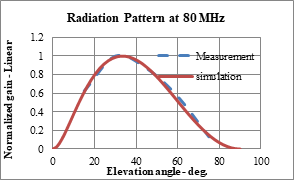 Radiation Pattern at 80 MHz
Normalized gain - Linear
1.2
1
0.8
0.6
0.4
0.2
0
Measurement
simulation
0
20
40
60
80
100
Elevation angle - deg.